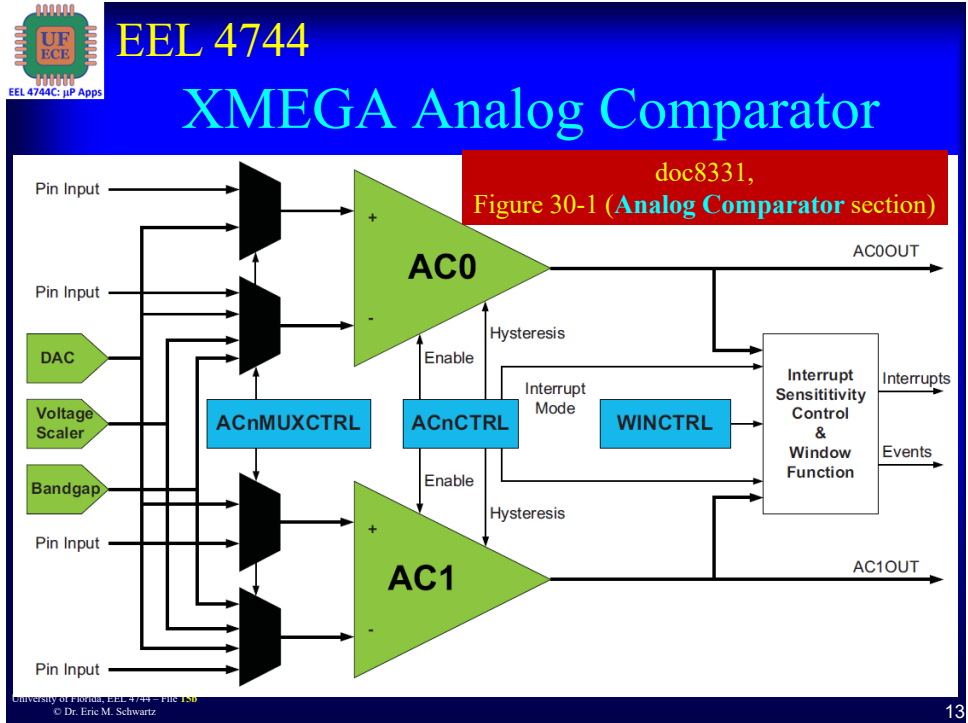 UF
ECE
EEL 4744C: µP Apps
EEL 4744
XMEGA Analog Comparator
doc8331,
Figure 30-1 (Analog Comparator section)
Pin Input
+
AC0
AC0OUT
Pin Input
-
Hysteresis
DAC
Enable
Interrupt
Mode
Interrupt
Sensititivity
Control
&
Window
Function
Interrupts
Voltage
Scaler
ACnMUXCTRL
ACnCTRL
WINCTRL
Events
Bandgap
Enable
Hysteresis
Pin Input
+
AC1
AC1OUT
-
Pin Input
University of Florida, EEL 4744 – File 15b
© Dr. Eric M. Schwartz
13